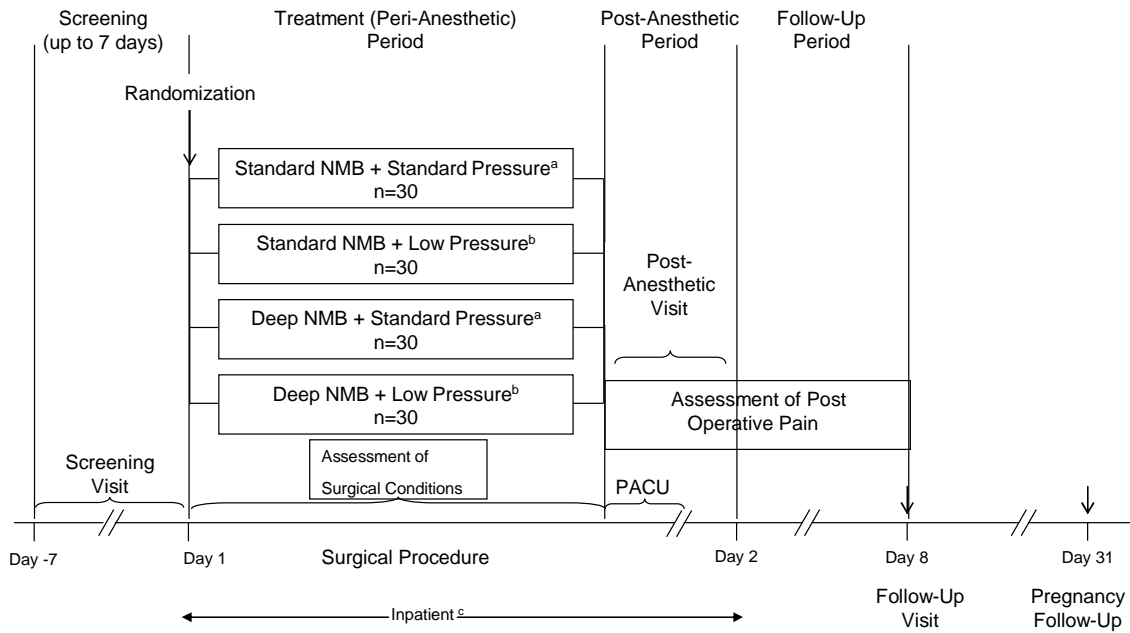 Screening
(up to 7 days)
Treatment (Peri-Anesthetic)
Period
Post-Anesthetic
Period
Follow-Up
Period
Randomization
Standard NMB + Standard Pressureª
n=30
Standard NMB + Low Pressureᵇ
n=30
Deep NMB + Standard Pressureª
n=30
Deep NMB + Low Pressureᵇ
n=30
Post-
Anesthetic
Visit
Assessment of Post
Operative Pain
Assessment of
Surgical Conditions
Screening
Visit
PACU
Day -7
Day 1
Surgical Procedure
Day 2
Day 8
Day 31
Follow-Up
Visit
Pregnancy
Follow-Up
Inpatient ᶜ